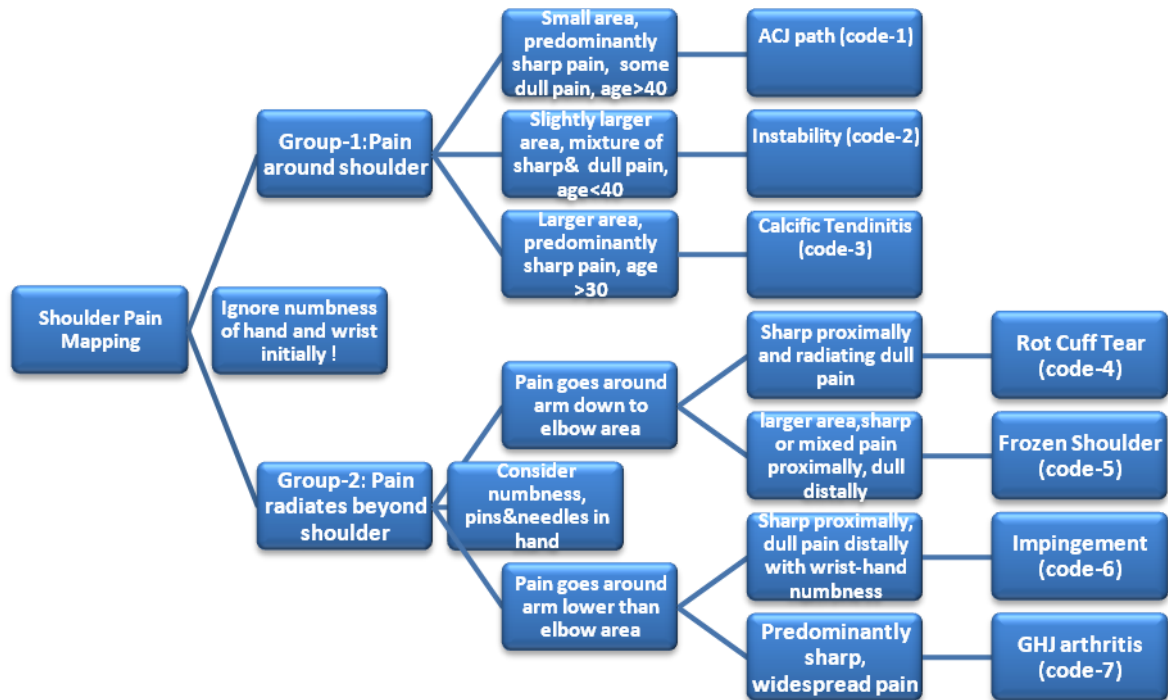 Small area,
predominantly
sharp pain, some
dull pain, age>40
ACJ path (code-1)
Group-1:Pain
around shoulder
Slightly larger
area, mixture of
sharp& dull pain,
age<40
Instability (code-2)
Larger area,
predominantly
sharp pain, age
>30
Calcific Tendinitis
(code-3)
Shoulder Pain
Mapping
Ignore numbness
of hand and wrist
initially !
Pain goes around
arm down to
elbow area
Sharp proximally
and radiating dull
pain
Rot Cuff Tear
(code-4)
larger area,sharp
or mixed pain
proximally, dull
distally
Frozen Shoulder
(code-5)
Group-2: Pain
radiates beyond
shoulder
Consider
numbness,
pins&needles in
hand
Pain goes around
arm lower than
elbow area
Sharp proximally,
dull pain distally
with wrist-hand
numbness
Impingement
(code-6)
Predominantly
sharp,
widespread pain
GHJ arthritis
(code-7)